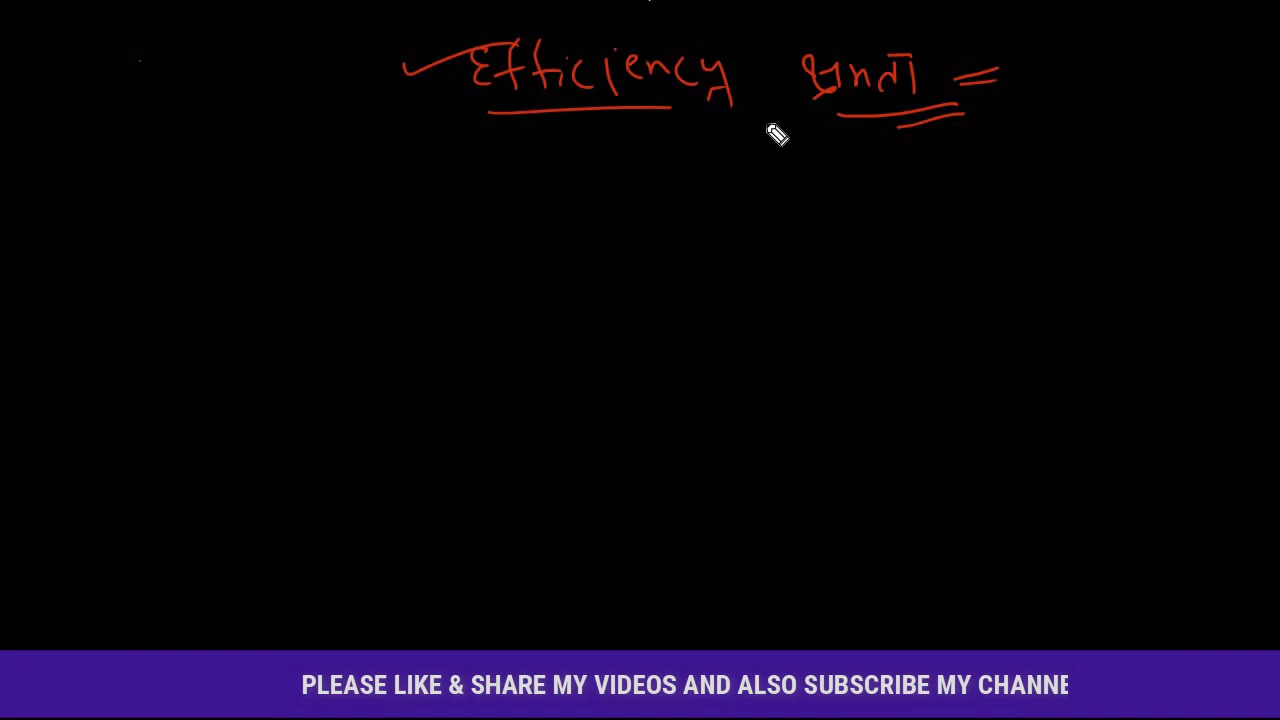 Efficiency क्षमता =
PLEASE LIKE & SHARE MY VIDEOS AND ALSO SUBSCRIBE MY CHANNE